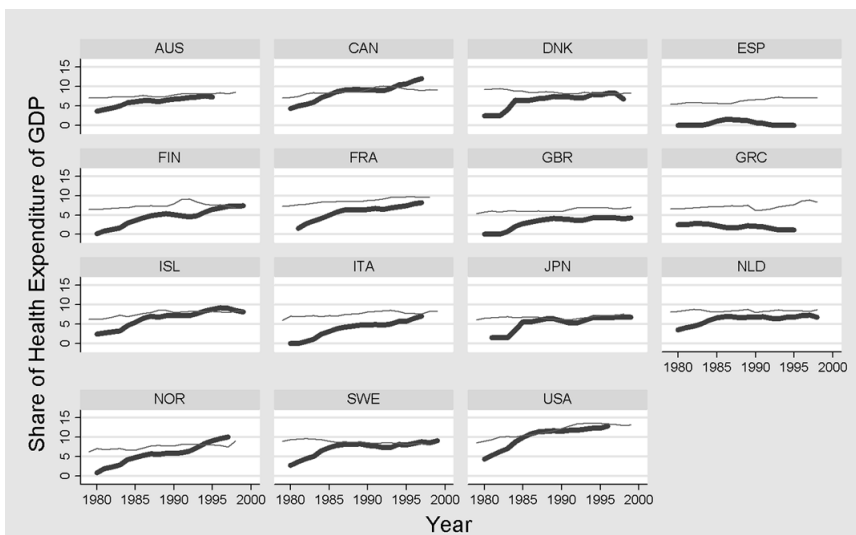 AUS CAN DNK ESP
15
10
5
0
FIN FRA GBR GRC
15
10
5
0
ISL ITA JPN NLD
15
10
5
0
1980 1985 1990 1995 2000
NOR SWE USA
15
10
5
0
1980 1985 1990 1995 2000 1980 1985 1990 1995 2000 1980 1985 1990 1995 2000
Share of Health Expenditure of GDP
Year